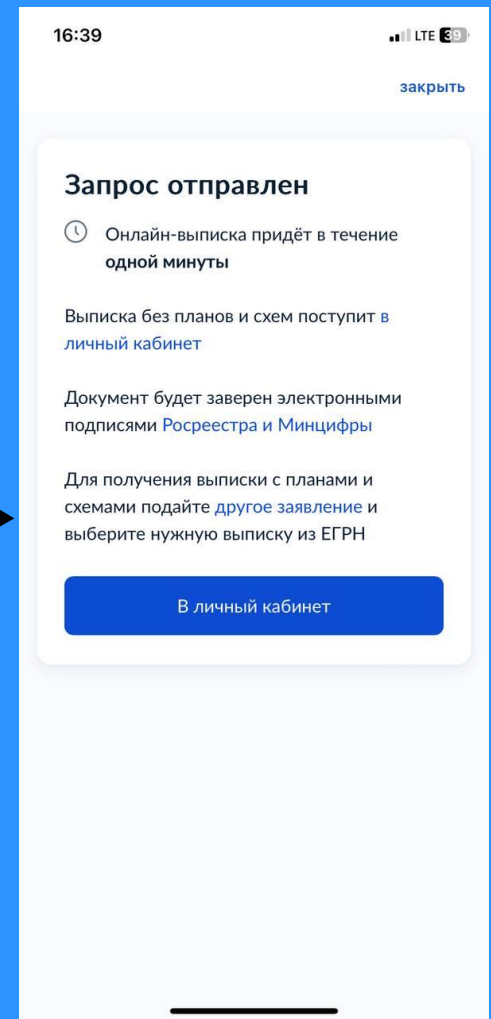 16:39
LTE 39
закрыть
Запрос отправлен
Онлайн-выписка придёт в течение
одной минуты
Выписка без планов и схем поступит в
личный кабинет
Документ будет заверен электронными
подписями Росреестра и Минцифры
Для получения выписки с планами и
схемами подайте другое заявление и
выберите нужную выписку из ЕГРН
В личный кабинет